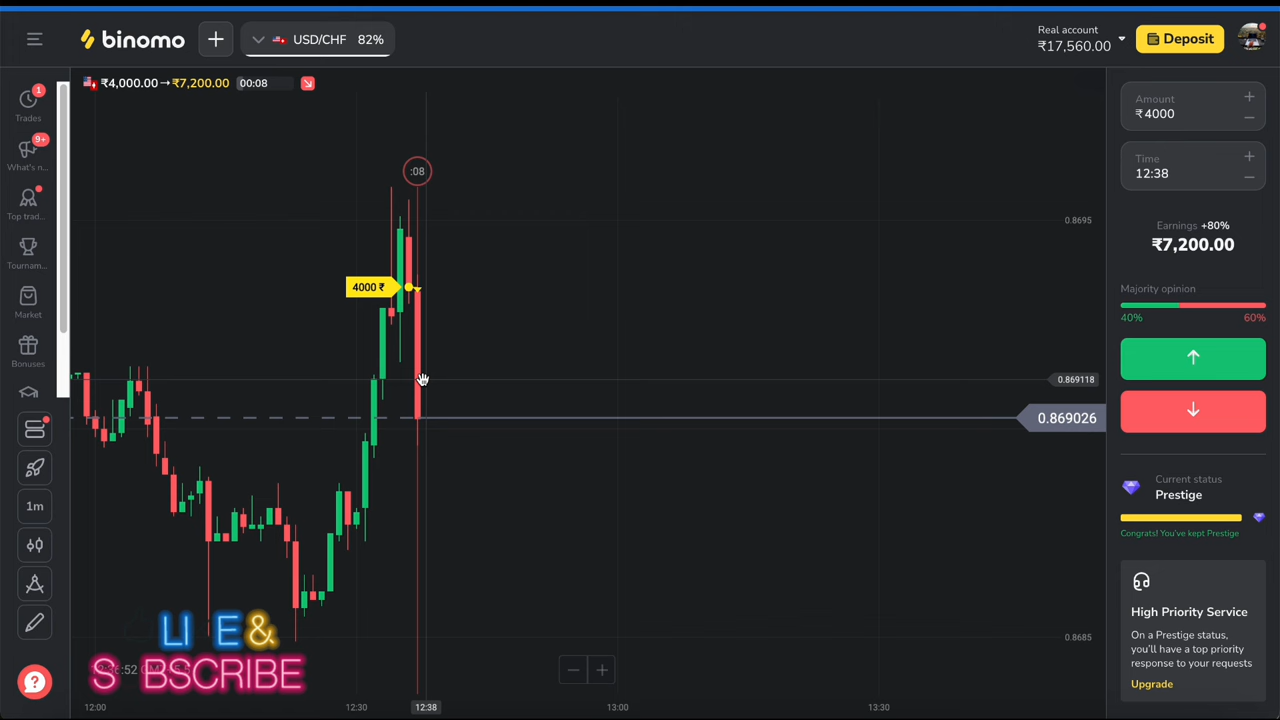 binomo
+
USD/CHF 82%
Real account
₹17,560.00
Deposit
₹4,000.00→₹7,200.00 00:08
1
Trades
9+
What's n...
Top trad...
Tournam...
Market
Bonuses
1m
:08
4000 ₹
0.8695
0.869118
0.869026
0.8685
LI E&
S BSCRIBE
12:00
12:30
12:38
13:00
13:30
Amount
₹4000
Time
12:38
Earnings +80%
₹7,200.00
Majority opinion
40% 60%
Current status
Prestige
Congrats! You've kept Prestige
High Priority Service
On a Prestige status,
you'll have a top priority
response to your requests
Upgrade